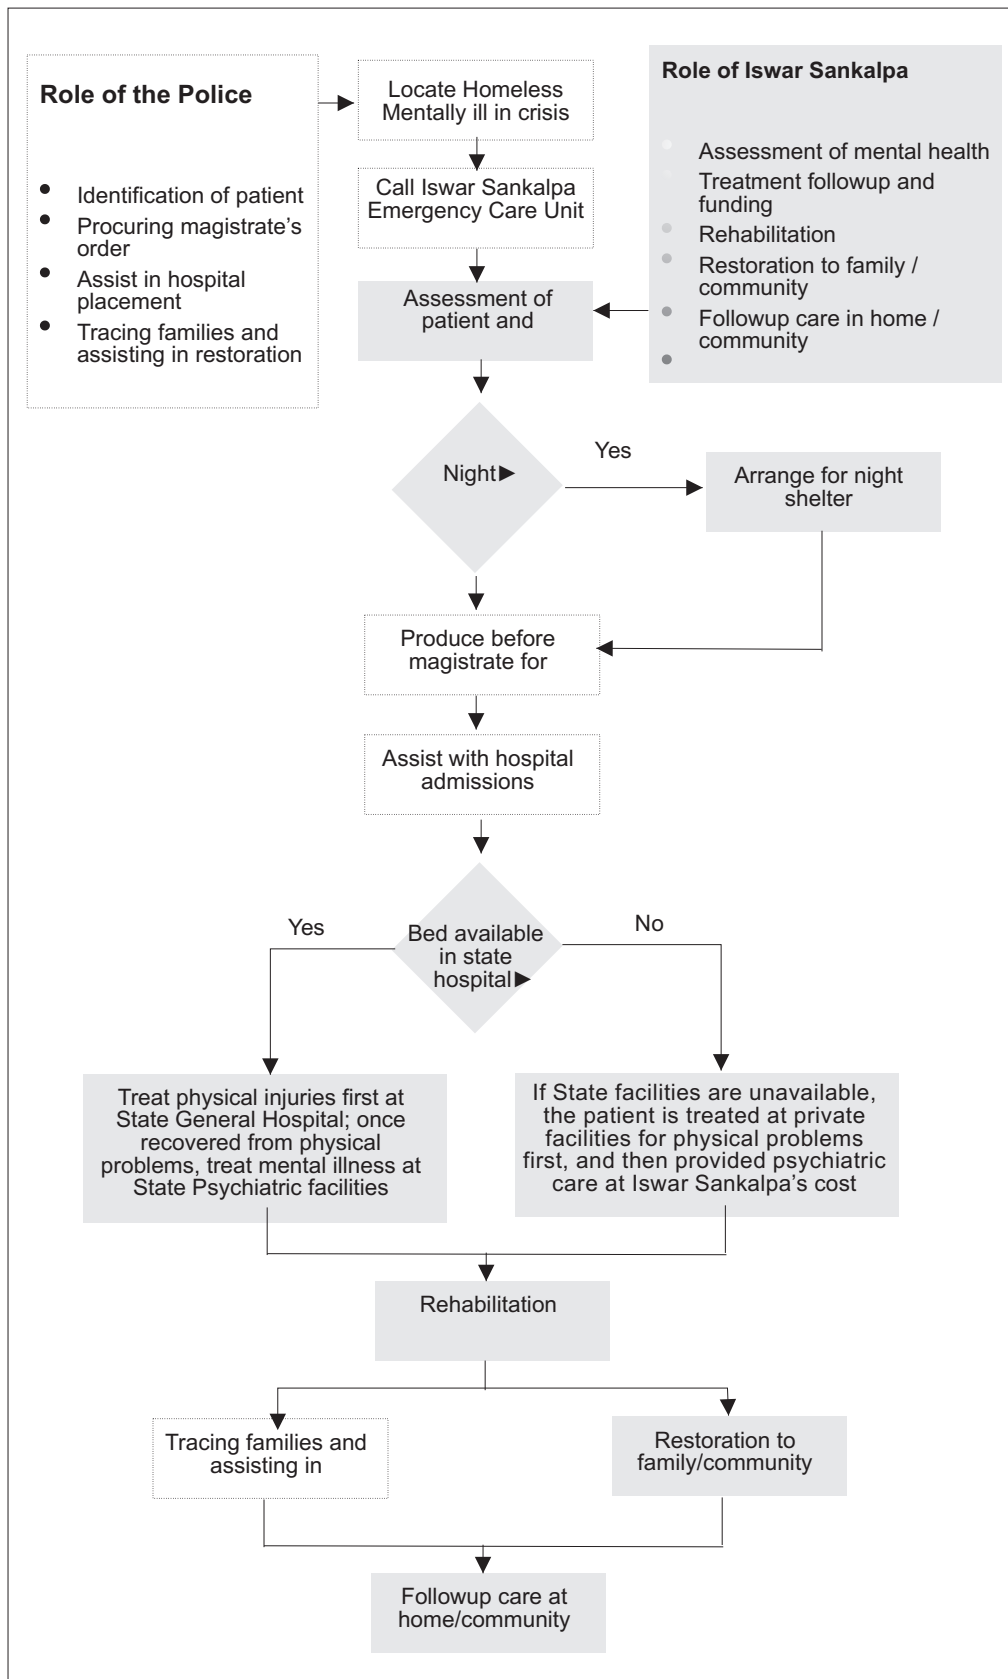 Role of the Police
• Identification of patient
• Procuring magistrate's
order
• Assist in hospital
placement
• Tracing families and
assisting in restoration
Locate Homeless
Mentally ill in crisis
Call Iswar Sankalpa
Emergency Care Unit
Assessment of
patient and
Role of Iswar Sankalpa
• Assessment of mental health
• Treatment followup and
funding
• Rehabilitation
• Restoration to family /
community
• Followup care in home /
community
•
Night►
Yes
Arrange for night
shelter
Produce before
magistrate for
Assist with hospital
admissions
Bed available
in state
hospital►
Yes
No
Treat physical injuries first at
State General Hospital; once
recovered from physical
problems, treat mental illness at
State Psychiatric facilities
If State facilities are unavailable,
the patient is treated at private
facilities for physical problems
first, and then provided psychiatric
care at Iswar Sankalpa's cost
Rehabilitation
Tracing families and
assisting in
Restoration to
family/community
Followup care at
home/community